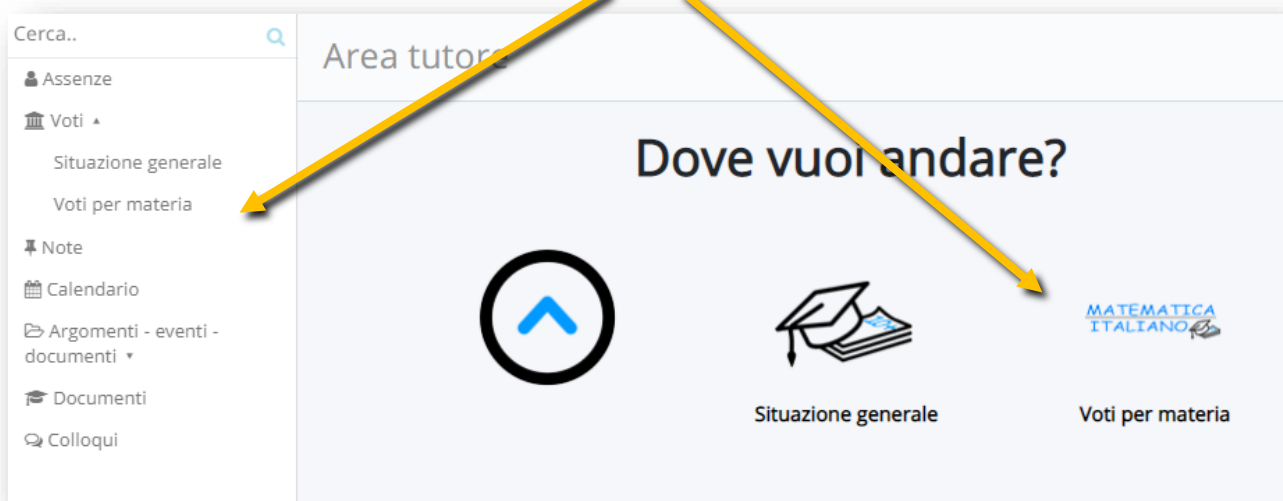 Cerca..
Assenze
Voti
Situazione generale
Voti per materia
Note
Calendario
Argomenti - eventi -
documenti
Documenti
Colloqui
Area tutore
Dove vuoi andare?
MATEMATICA
ITALIANO
Situazione generale
Voti per materia